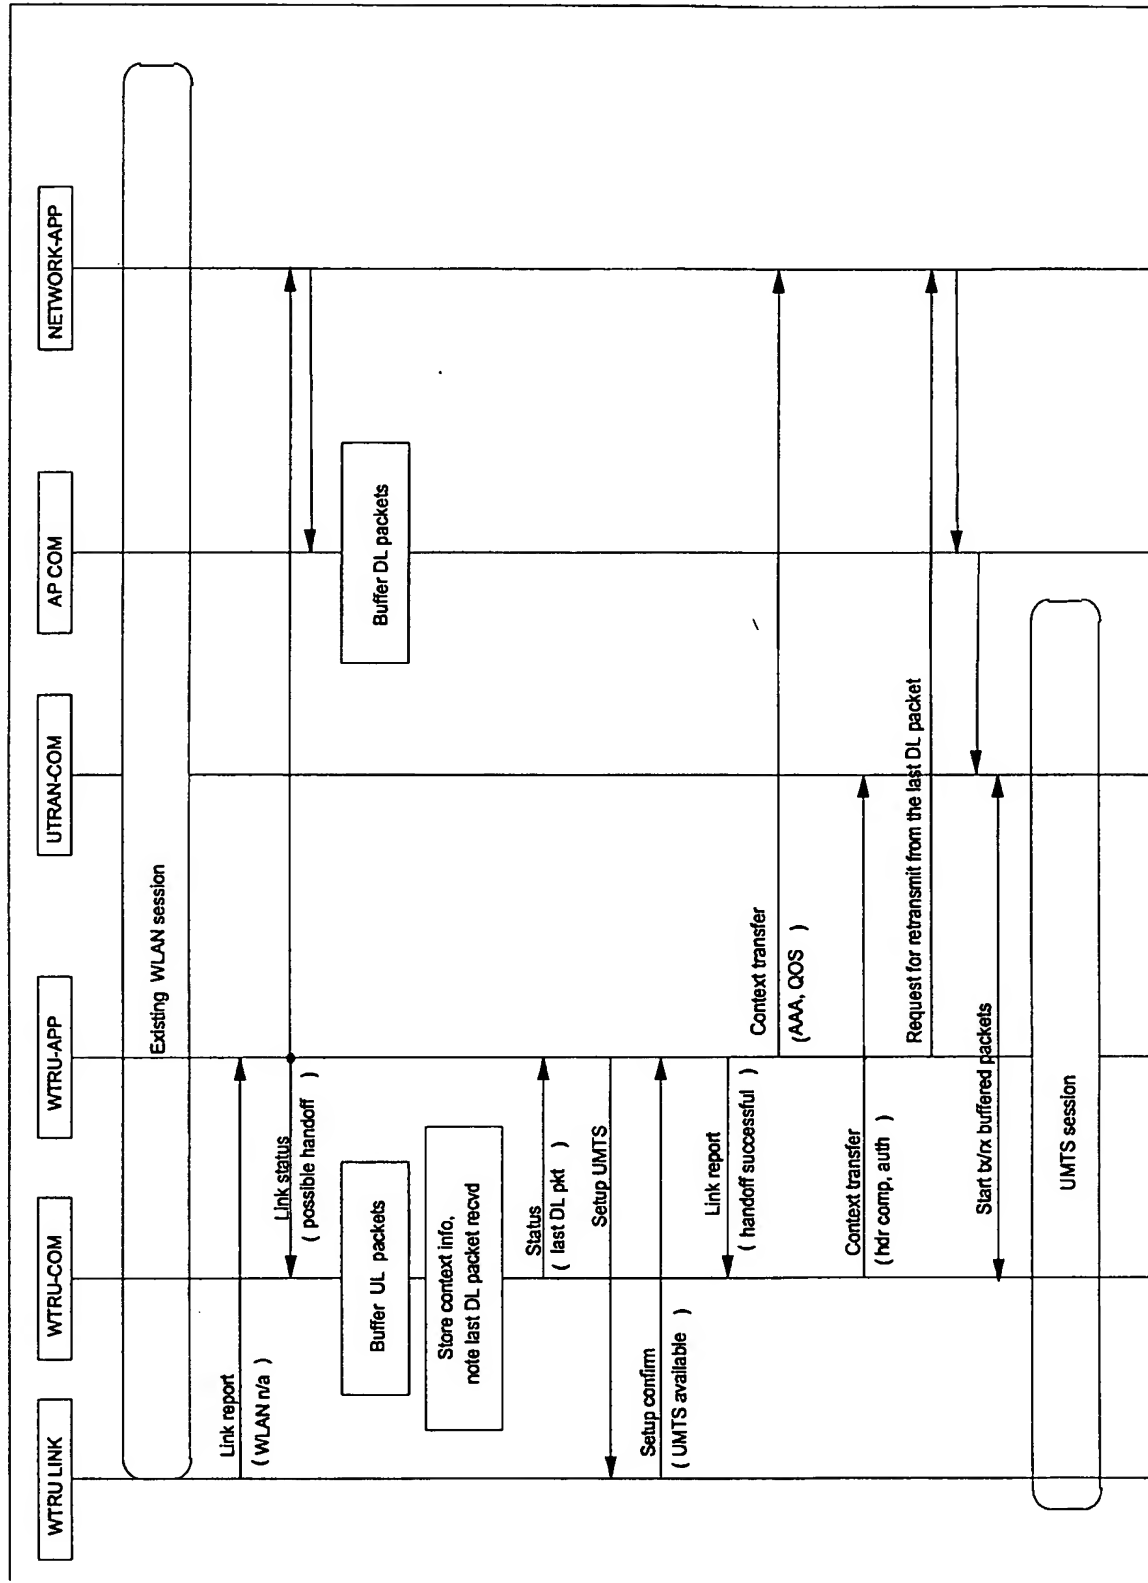 WTRU LINK
WTRU-COM
WTRU-APP
UTRAN-COM
AP COM
NETWORK-APP
Existing WLAN session
Link report
(WLAN n/a )
Link status
( possible handoff )
Buffer UL packets
Buffer DL packets
Store context info,
note last DL packet recvd
Status
( last DL pkt )
Setup UMTS
Setup confirm
( UMTS available )
Link report
( handoff successful )
Context transfer
(AAA, QOS )
Context transfer
( hdr comp, auth )
Request for retransmit from the last DL packet
Start tx/rx buffered packets
UMTS session